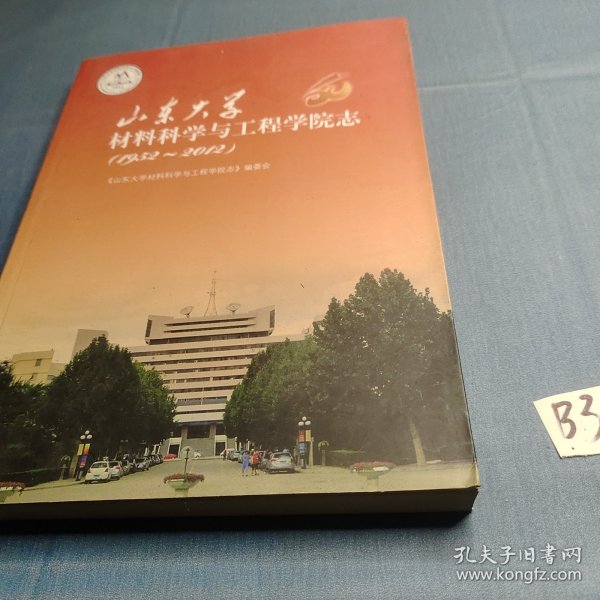 山东大学
材料科学与工程学院志
(1952~2012)
《山东大学材料科学与工程学院志》编委会
B3
孔夫子旧书网
www.kongfz.com